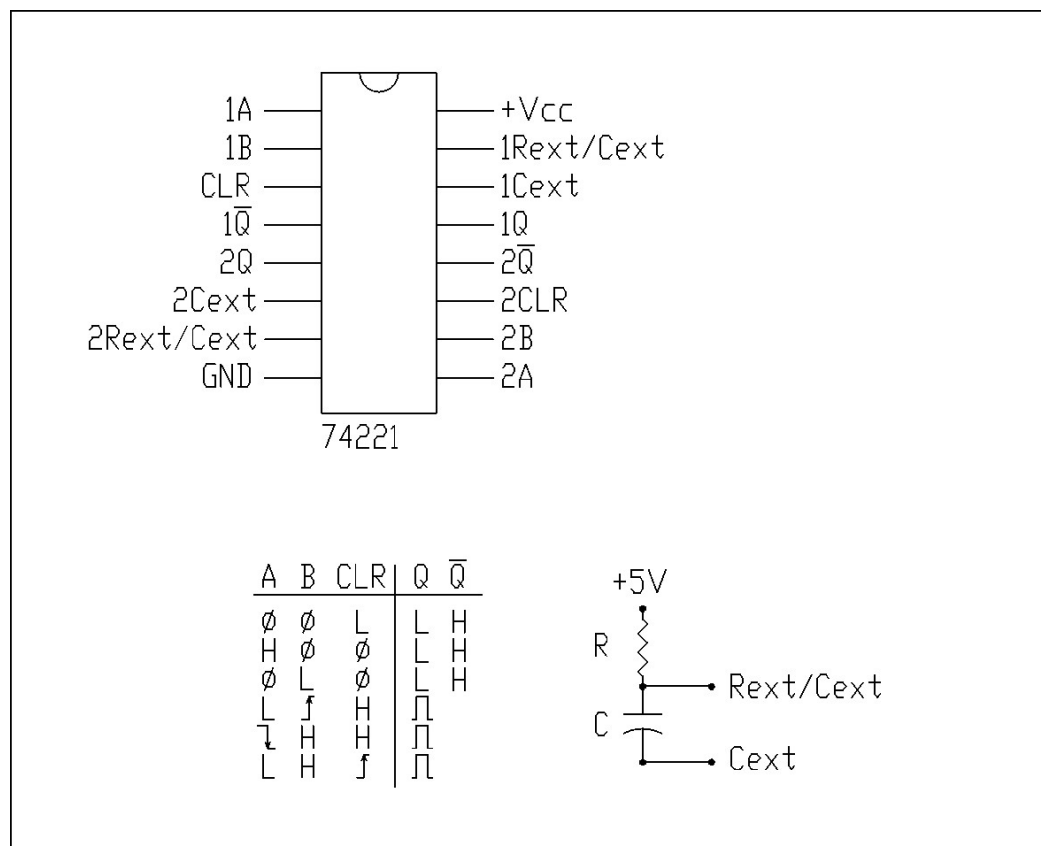 1A +Vcc
1B 1Rext/Cext
CLR 1Cext
1Q̅ 1Q
2Q 2Q̅
2Cext 2CLR
2Rext/Cext 2B
GND 2A
74221
A B CLR Q Q̅
Ø Ø L L H
H Ø Ø L H
Ø L Ø L H
L H
H H
L H
+5V
R
Rext/Cext
C
Cext